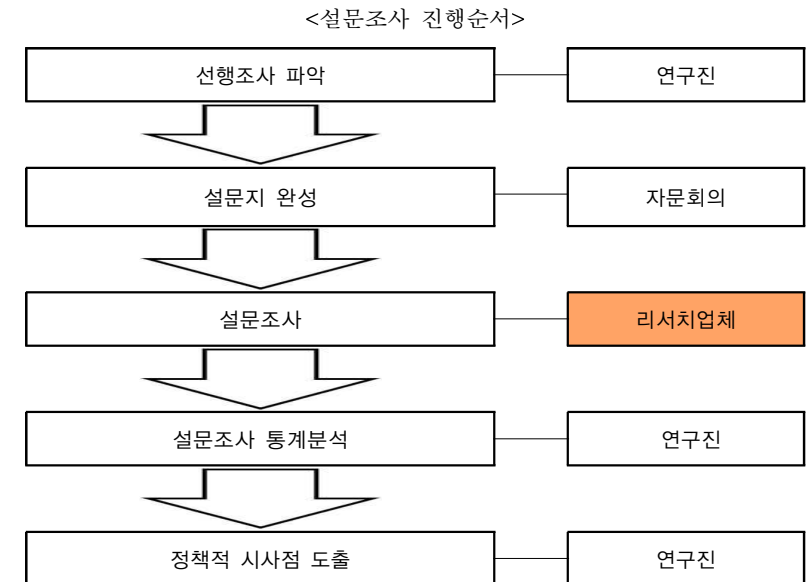 <설문조사 진행순서>
선행조사 파악
연구진
설문지 완성
자문회의
설문조사
리서치업체
설문조사 통계분석
연구진
정책적 시사점 도출
연구진